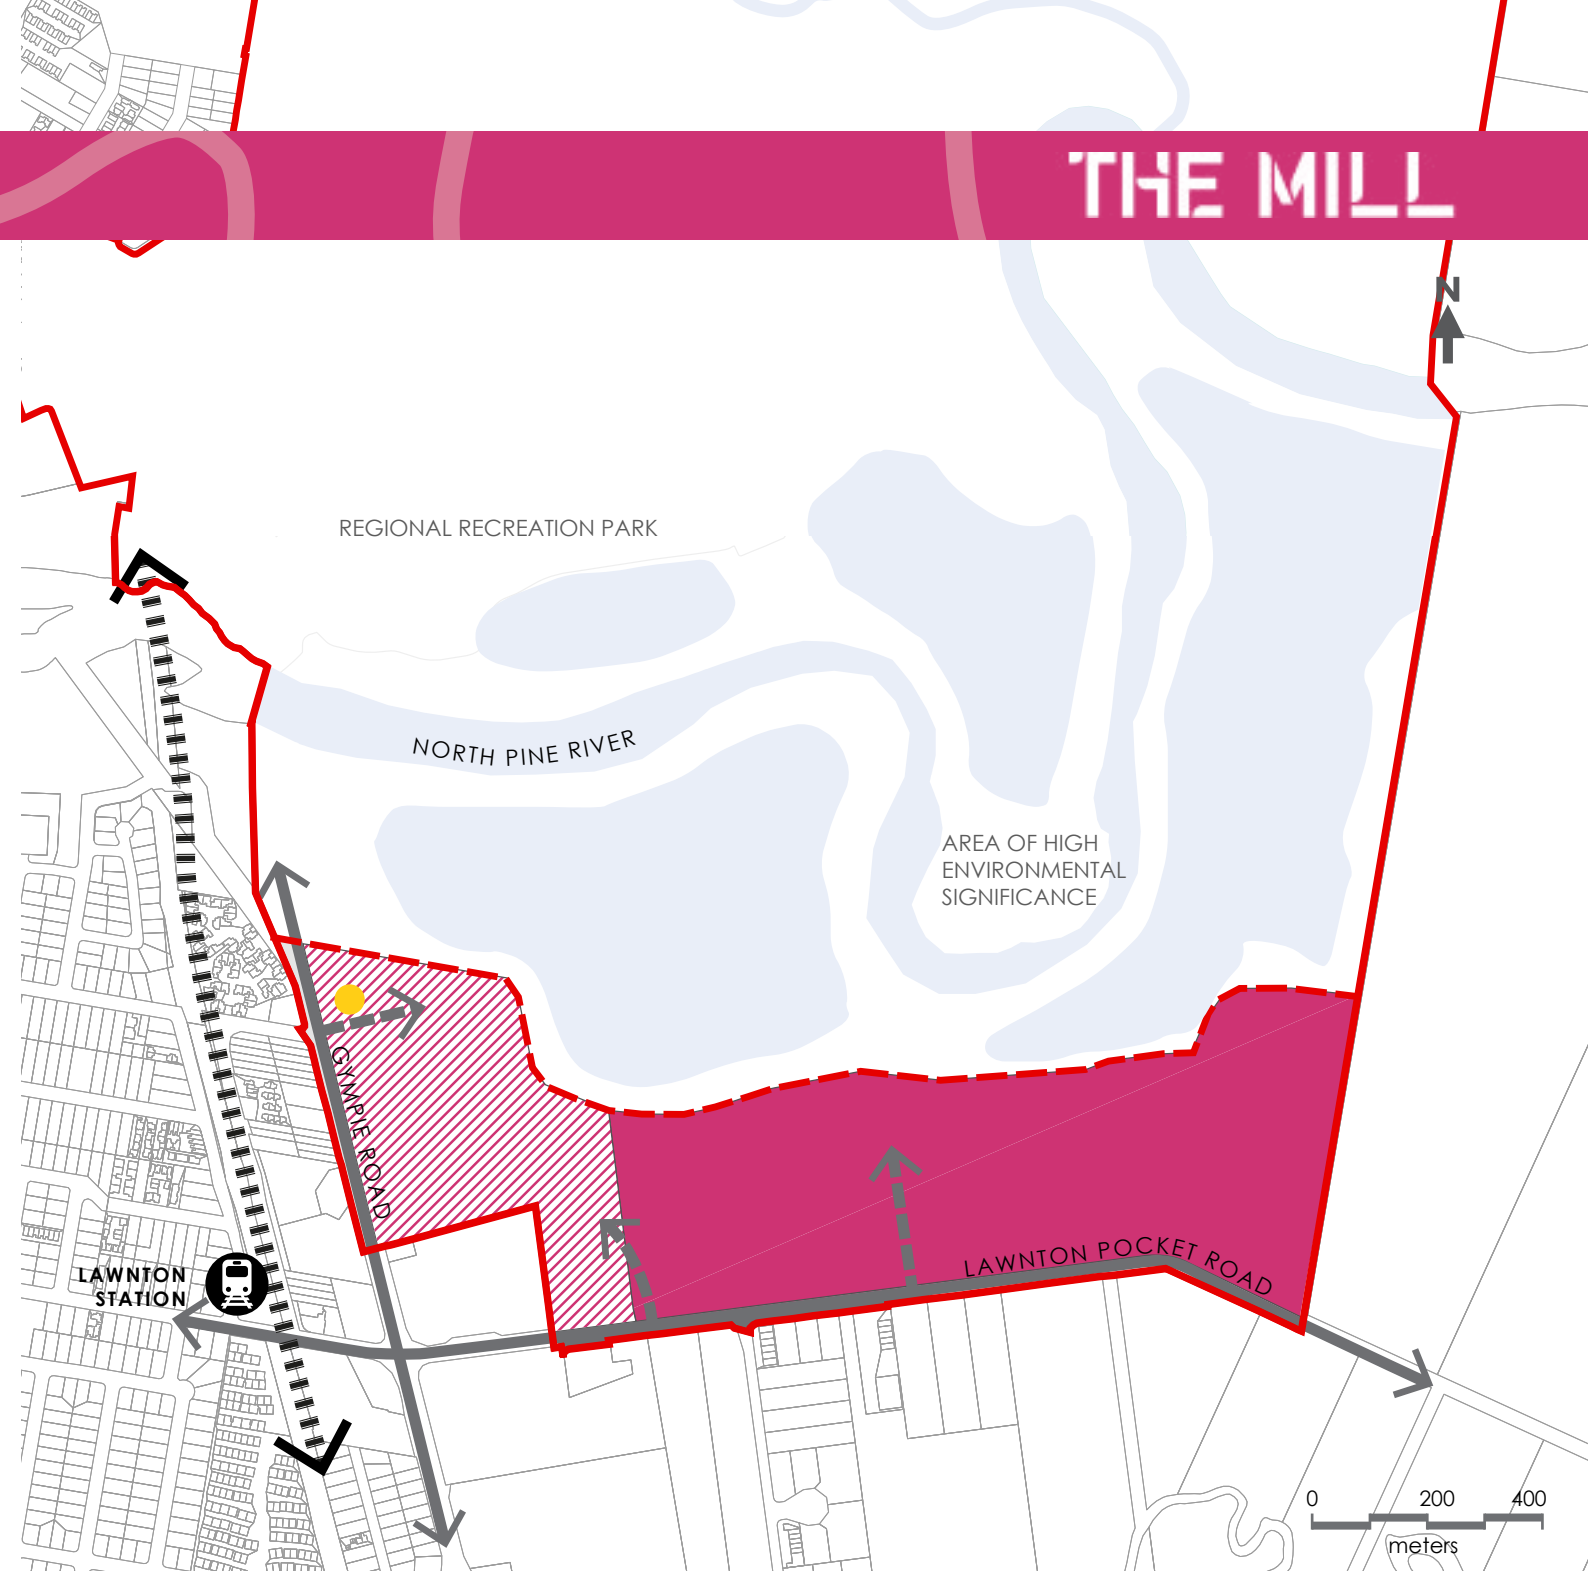 THE MILL
N
REGIONAL RECREATION PARK
NORTH PINE RIVER
AREA OF HIGH
ENVIRONMENTAL
SIGNIFICANCE
GYMPIE ROAD
LAWNTON POCKET ROAD
LAWNTON
STATION
0 200 400
meters